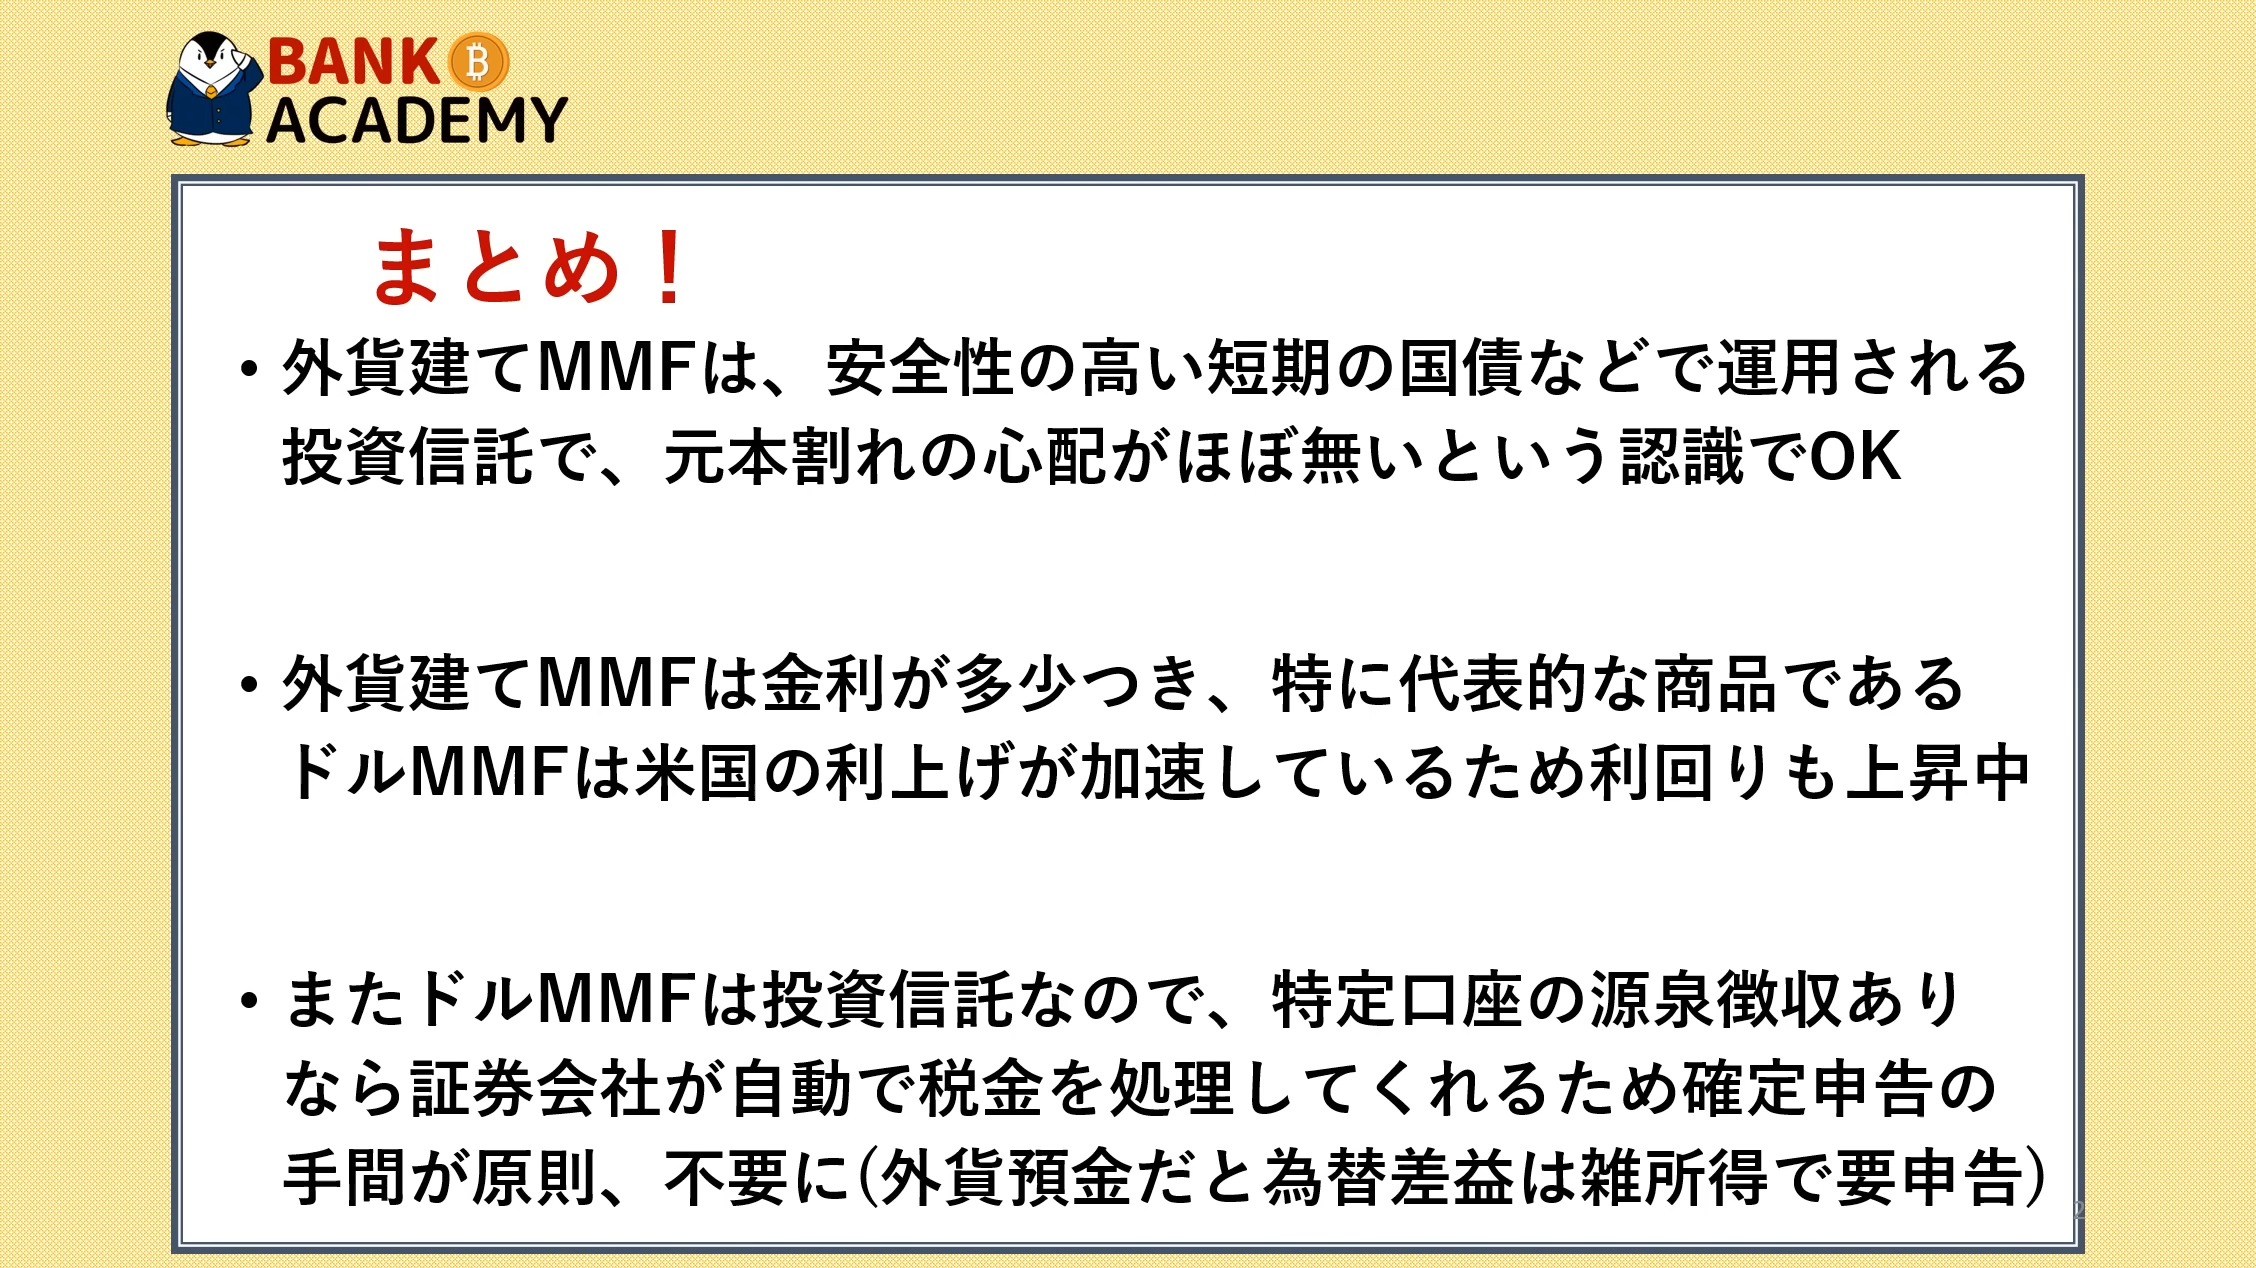 BANK
ACADEMY
まとめ！
・外貨建てMMFは、安全性の高い短期の国債などで運用される
投資信託で、元本割れの心配がほぼ無いという認識でOK
・外貨建てMMFは金利が多少つき、特に代表的な商品である
ドルMMFは米国の利上げが加速しているため利回りも上昇中
・またドルMMFは投資信託なので、特定口座の源泉徴収あり
なら証券会社が自動で税金を処理してくれるため確定申告の
手間が原則、不要に(外貨預金だと為替差益は雑所得で要申告)
2